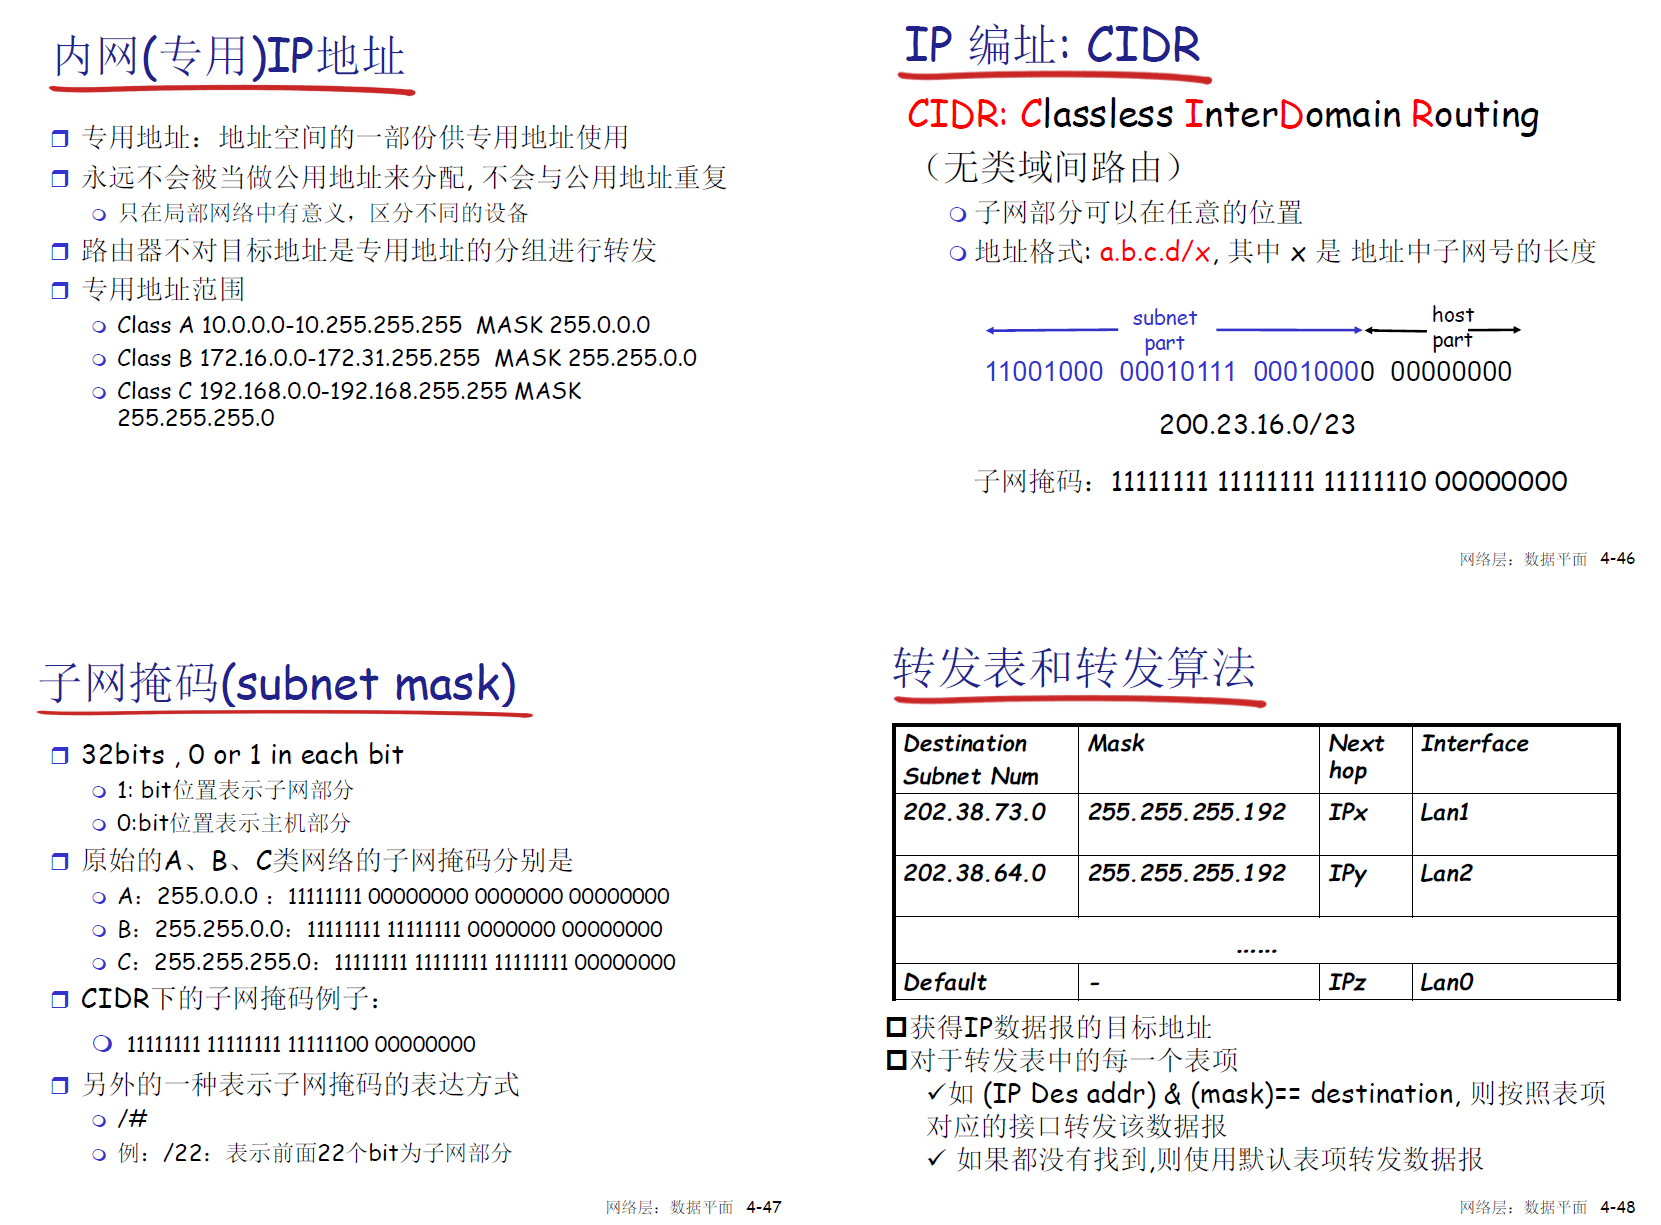 内网(专用)IP地址
专用地址：地址空间的一部份供专用地址使用
永远不会被当做公用地址来分配, 不会与公用地址重复
只在局部网络中有意义，区分不同的设备
路由器不对目标地址是专用地址的分组进行转发
专用地址范围
Class A 10.0.0.0-10.255.255.255 MASK 255.0.0.0
Class B 172.16.0.0-172.31.255.255 MASK 255.255.0.0
Class C 192.168.0.0-192.168.255.255 MASK
255.255.255.0
IP 编址: CIDR
CIDR: Classless InterDomain Routing
（无类域间路由）
子网部分可以在任意的位置
地址格式: a.b.c.d/x, 其中 x 是 地址中子网号的长度
subnet
part
host
part
11001000 00010111 00010000 00000000
200.23.16.0/23
子网掩码：11111111 11111111 11111110 00000000
网络层：数据平面 4-46
子网掩码(subnet mask)
32bits , 0 or 1 in each bit
1: bit位置表示子网部分
0:bit位置表示主机部分
原始的A、B、C类网络的子网掩码分别是
A：255.0.0.0 ：11111111 00000000 0000000 00000000
B：255.255.0.0：11111111 11111111 0000000 00000000
C：255.255.255.0：11111111 11111111 11111111 00000000
CIDR下的子网掩码例子：
11111111 11111111 11111100 00000000
另外的一种表示子网掩码的表达方式
/#
例：/22：表示前面22个bit为子网部分
网络层：数据平面 4-47
转发表和转发算法
Destination Subnet Num Mask Next hop Interface
202.38.73.0 255.255.255.192 IPx Lan1
202.38.64.0 255.255.255.192 IPy Lan2
……
Default - IPz Lan0
获得IP数据报的目标地址
对于转发表中的每一个表项
✓如 (IP Des addr) & (mask)== destination, 则按照表项
对应的接口转发该数据报
✓ 如果都没有找到,则使用默认表项转发数据报
网络层：数据平面 4-48